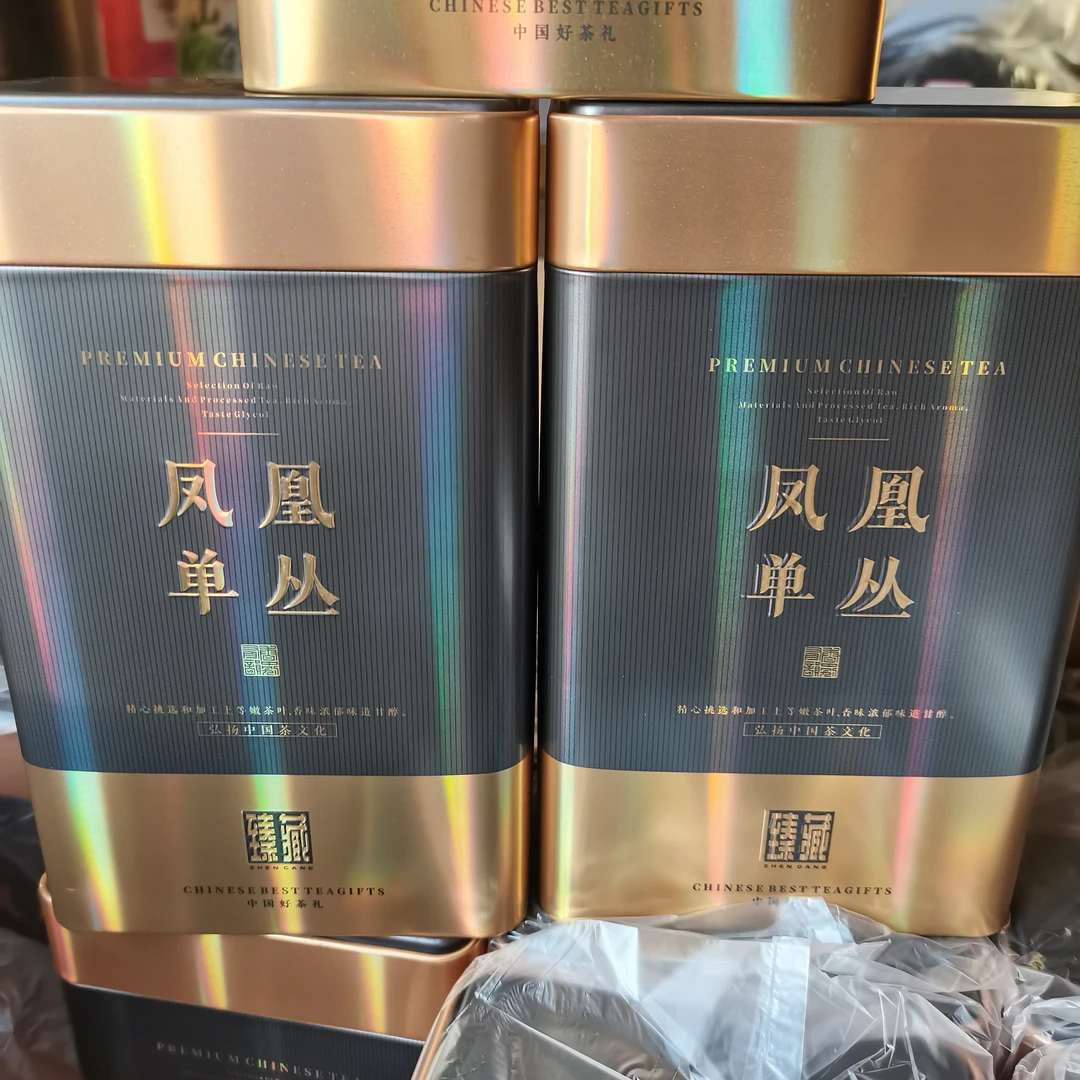 CHINESE BEST TEAGIFTS
中国好茶礼
PREMIUM CHINESE TEA
Selection Of Raw
Materials And Processed Tea, Rich Aroma,
Taste Glycol
凤凰
单丛
精心挑选和加工上等嫩茶叶,香味浓郁味道甘醇。
弘扬中国茶文化
臻藏
ZHEN CANG
CHINESE BEST TEAGIFTS
中国好茶礼
PREMIUM CHINESE TEA
Selection Of Raw
Materials And Processed Tea, Rich Aroma,
Taste Glycol
凤凰
单丛
精心挑选和加工上等嫩茶叶,香味浓郁味道甘醇。
弘扬中国茶文化
臻藏
ZHEN CANG
CHINESE BEST TEAGIFTS
中国
PREMIUM CHINESE TEA